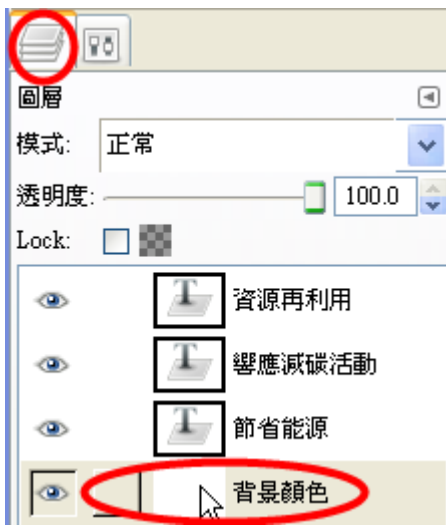 圖層
模式: 正常
透明度: 100.0
Lock:
資源再利用
響應減碳活動
節省能源
背景顏色